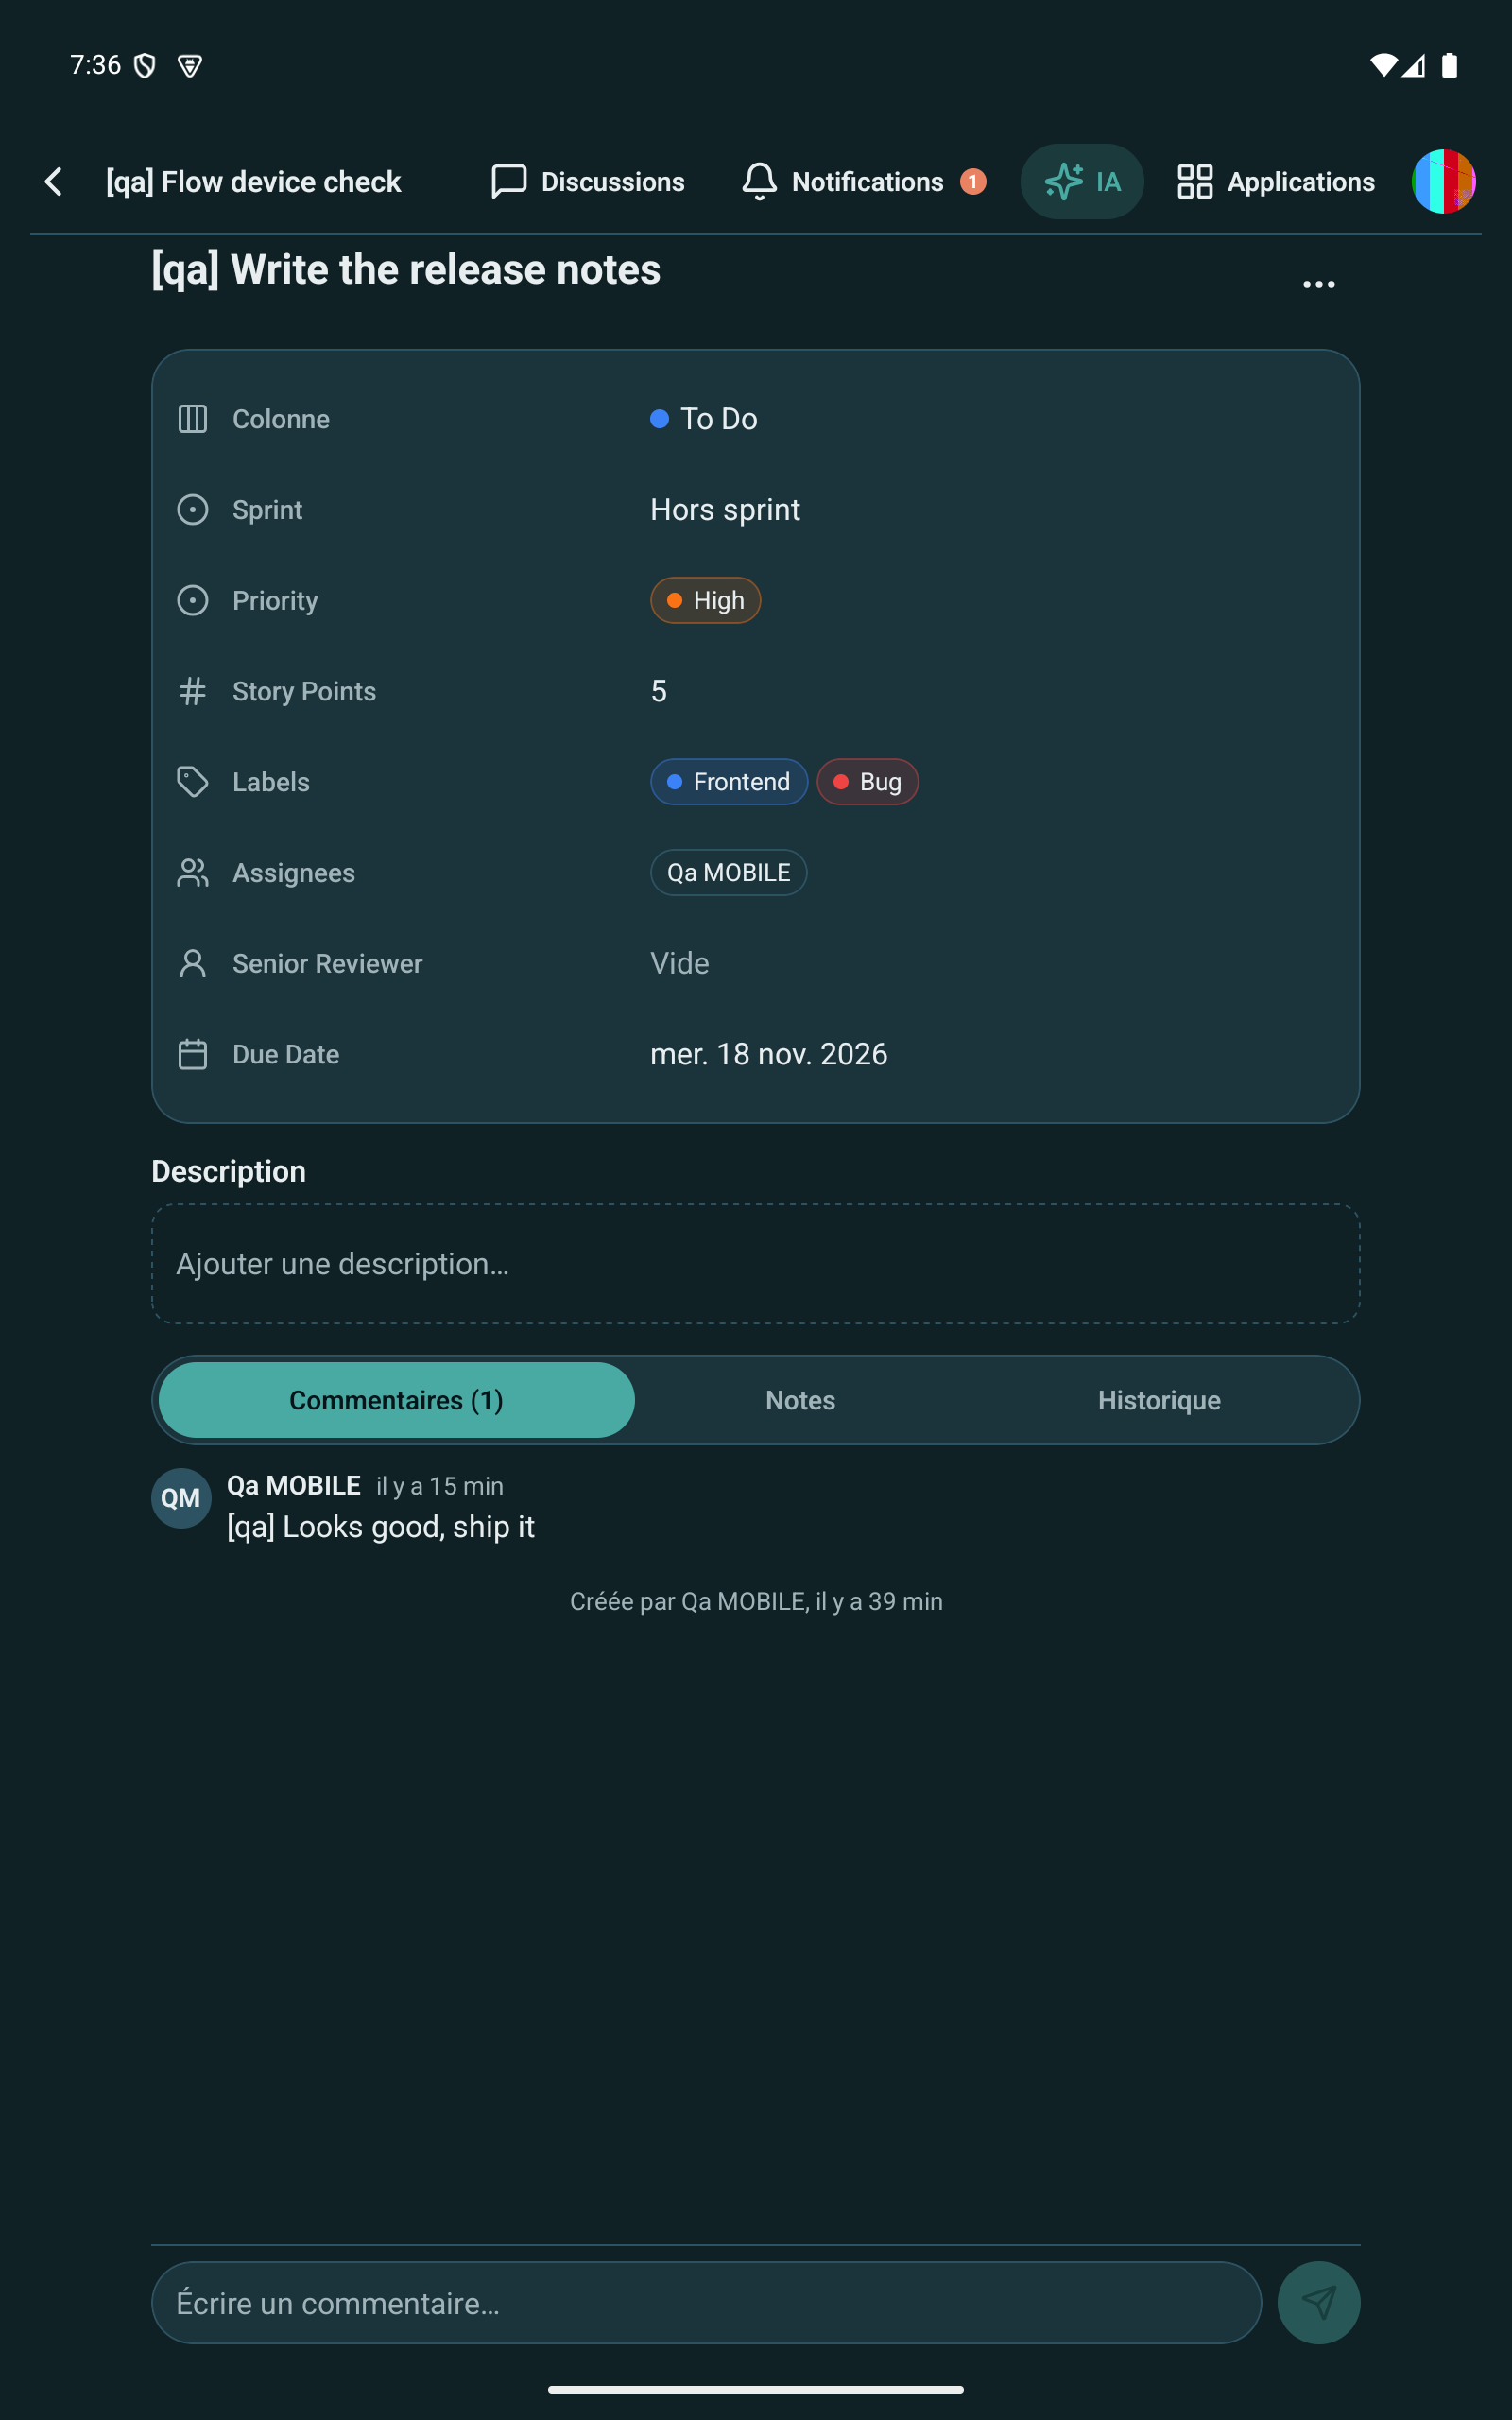 7:36
[qa] Flow device check
Discussions
Notifications 1
IA
Applications
[qa] Write the release notes
Colonne
To Do
Sprint
Hors sprint
Priority
High
Story Points
5
Labels
Frontend
Bug
Assignees
Qa MOBILE
Senior Reviewer
Vide
Due Date
mer. 18 nov. 2026
Description
Ajouter une description…
Commentaires (1)
Notes
Historique
QM
Qa MOBILE il y a 15 min
[qa] Looks good, ship it
Créée par Qa MOBILE, il y a 39 min
Écrire un commentaire…